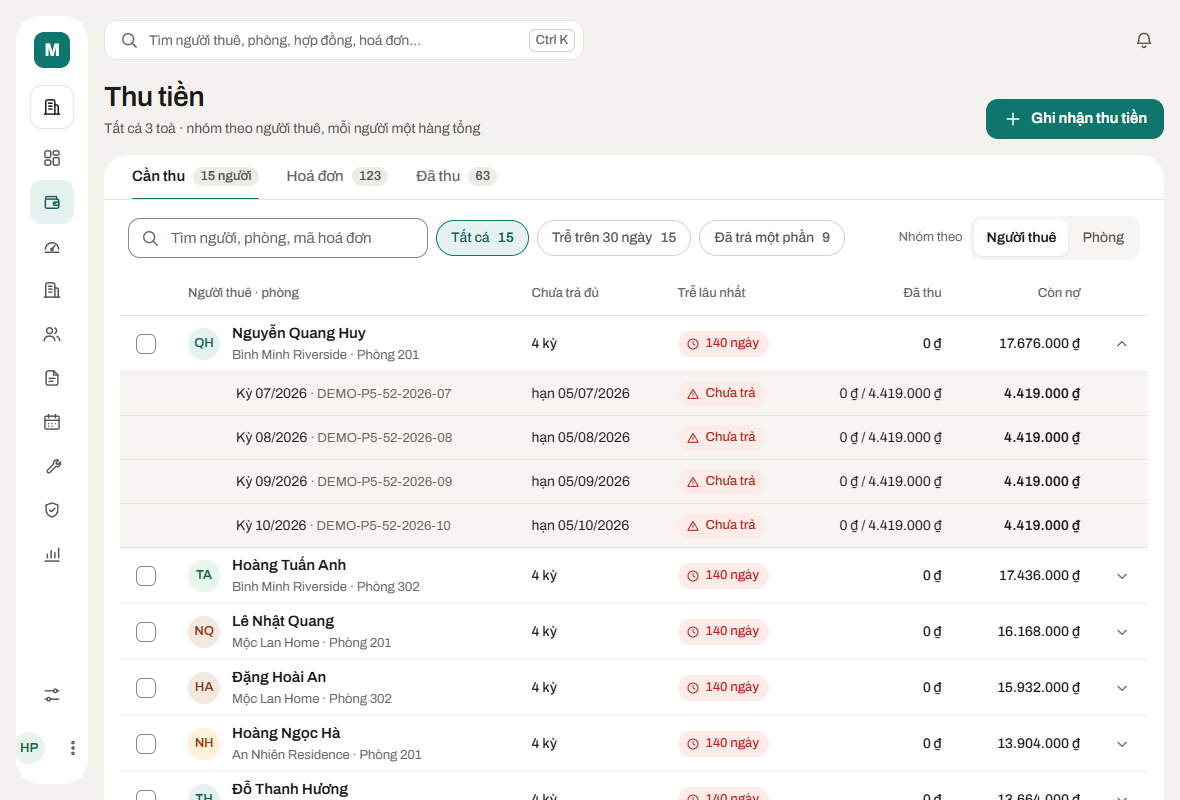 M
Tìm người thuê, phòng, hợp đồng, hoá đơn...
Ctrl K
Thu tiền
Tất cả 3 toà · nhóm theo người thuê, mỗi người một hàng tổng
Ghi nhận thu tiền
Cần thu 15 người Hoá đơn 123 Đã thu 63
Tìm người, phòng, mã hoá đơn
Tất cả 15 Trễ trên 30 ngày 15 Đã trả một phần 9
Nhóm theo Người thuê Phòng
Người thuê · phòng Chưa trả đủ Trễ lâu nhất Đã thu Còn nợ
QH Nguyễn Quang Huy 4 kỳ 140 ngày 0 ₫ 17.676.000 ₫
Bình Minh Riverside · Phòng 201
Kỳ 07/2026 · DEMO-P5-52-2026-07 hạn 05/07/2026 Chưa trả 0 ₫ / 4.419.000 ₫ 4.419.000 ₫
Kỳ 08/2026 · DEMO-P5-52-2026-08 hạn 05/08/2026 Chưa trả 0 ₫ / 4.419.000 ₫ 4.419.000 ₫
Kỳ 09/2026 · DEMO-P5-52-2026-09 hạn 05/09/2026 Chưa trả 0 ₫ / 4.419.000 ₫ 4.419.000 ₫
Kỳ 10/2026 · DEMO-P5-52-2026-10 hạn 05/10/2026 Chưa trả 0 ₫ / 4.419.000 ₫ 4.419.000 ₫
TA Hoàng Tuấn Anh 4 kỳ 140 ngày 0 ₫ 17.436.000 ₫
Bình Minh Riverside · Phòng 302
NQ Lê Nhật Quang 4 kỳ 140 ngày 0 ₫ 16.168.000 ₫
Mộc Lan Home · Phòng 201
HA Đặng Hoài An 4 kỳ 140 ngày 0 ₫ 15.932.000 ₫
Mộc Lan Home · Phòng 302
NH Hoàng Ngọc Hà 4 kỳ 140 ngày 0 ₫ 13.904.000 ₫
An Nhiên Residence · Phòng 201
HP
TH Đỗ Thanh Hương 4 kỳ 140 ngày 0 ₫ 13.664.000 ₫